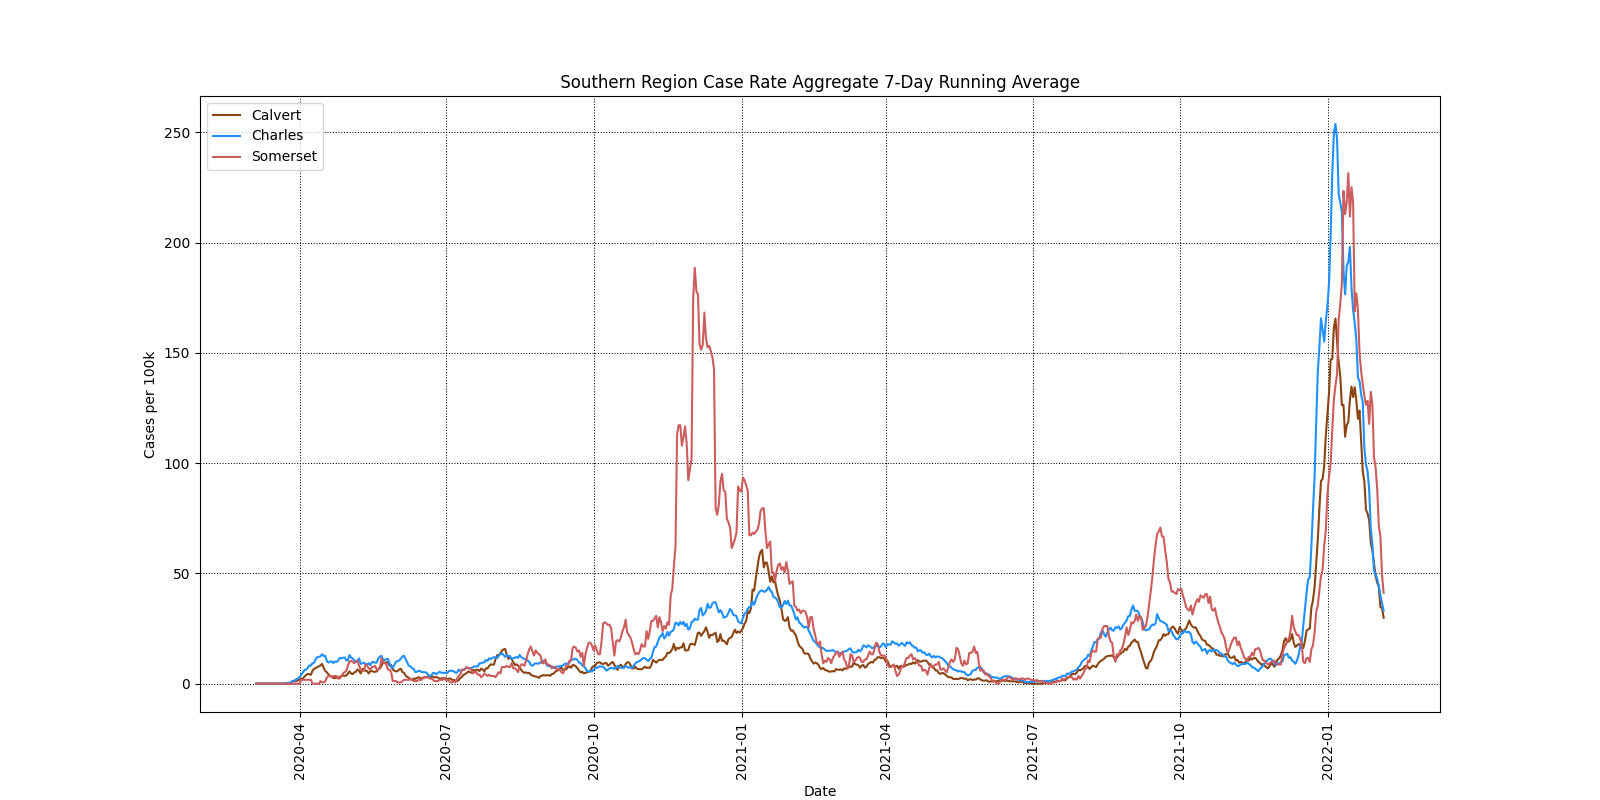 Southern Region Case Rate Aggregate 7-Day Running Average
Calvert
Charles
Somerset
250
200
150
100
50
0
Cases per 100k
2020-04
2020-07
2020-10
2021-01
2021-04
2021-07
2021-10
2022-01
Date